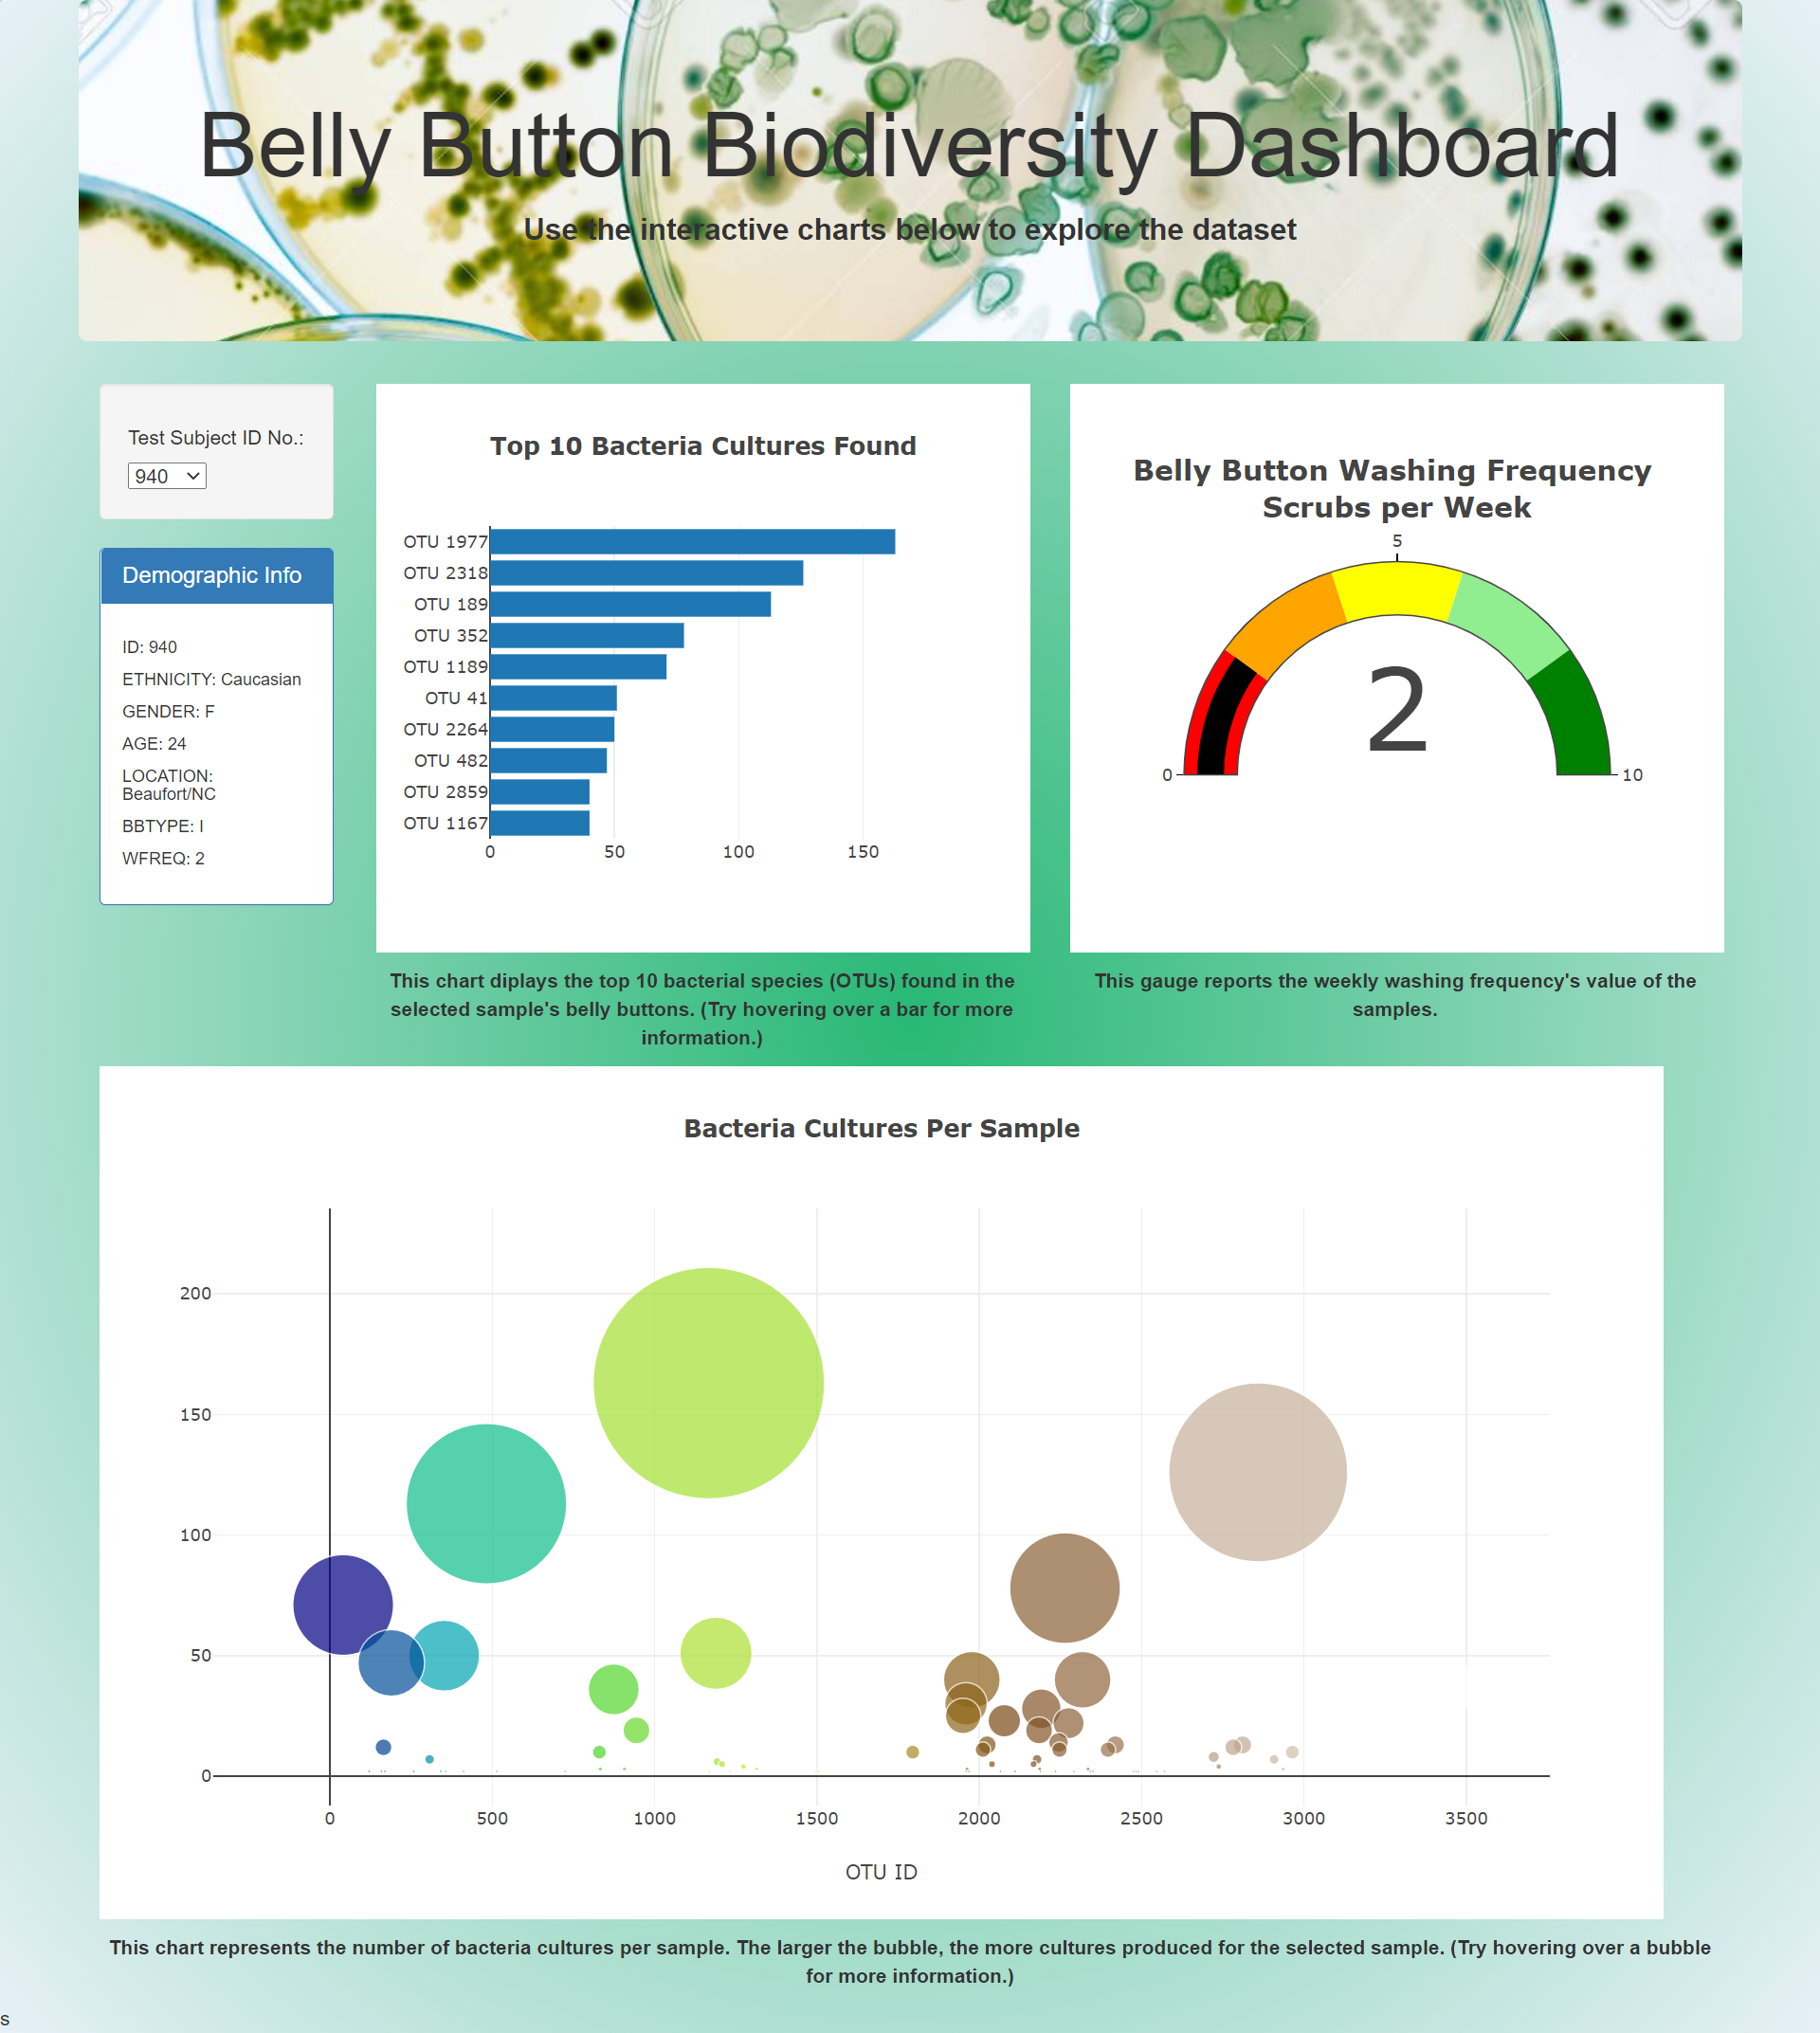 Belly Button Biodiversity Dashboard
Use the interactive charts below to explore the dataset
Test Subject ID No.:
940
Demographic Info
ID: 940
ETHNICITY: Caucasian
GENDER: F
AGE: 24
LOCATION:
Beaufort/NC
BBTYPE: I
WFREQ: 2
Top 10 Bacteria Cultures Found
OTU 1977
OTU 2318
OTU 189
OTU 352
OTU 1189
OTU 41
OTU 2264
OTU 482
OTU 2859
OTU 1167
0 50 100 150
This chart diplays the top 10 bacterial species (OTUs) found in the
selected sample's belly buttons. (Try hovering over a bar for more
information.)
Belly Button Washing Frequency
Scrubs per Week
5
2
0 10
This gauge reports the weekly washing frequency's value of the
samples.
Bacteria Cultures Per Sample
200
150
100
50
0
0 500 1000 1500 2000 2500 3000 3500
OTU ID
This chart represents the number of bacteria cultures per sample. The larger the bubble, the more cultures produced for the selected sample. (Try hovering over a bubble
for more information.)
s